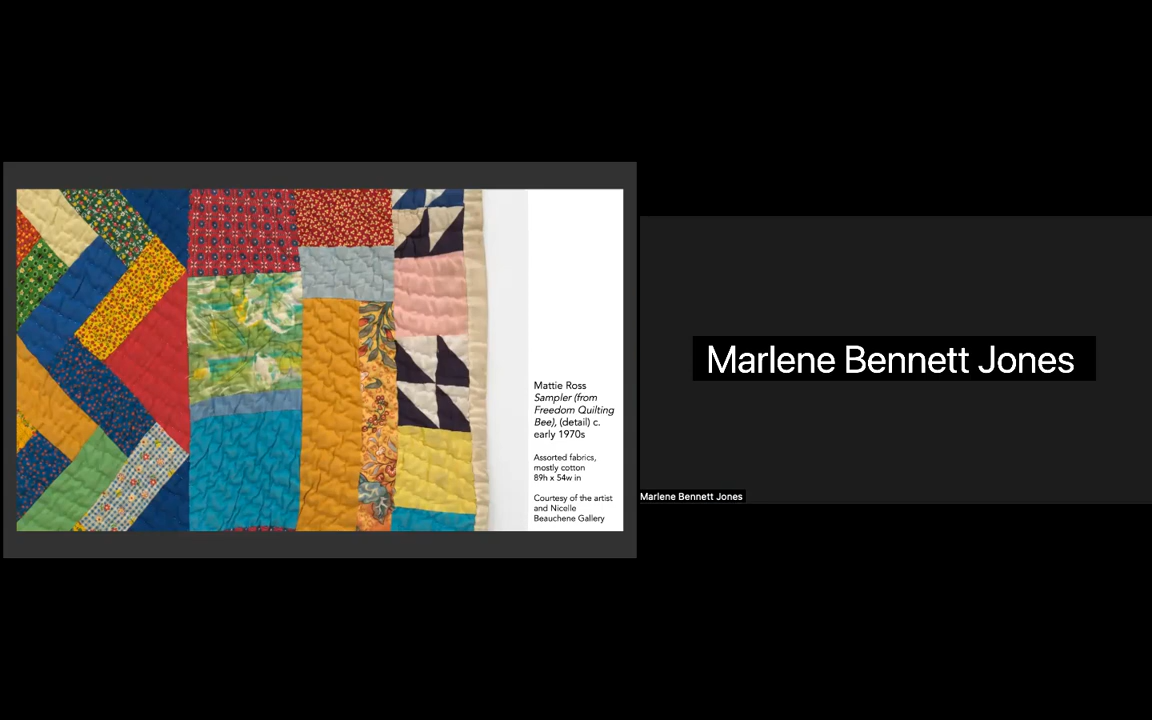 Mattie Ross
Sampler (from
Freedom Quilting
Bee), (detail) c.
early 1970s
Assorted fabrics,
mostly cotton
89h x 54w in
Courtesy of the artist
and Nicelle
Beauchene Gallery
Marlene Bennett Jones
Marlene Bennett Jones